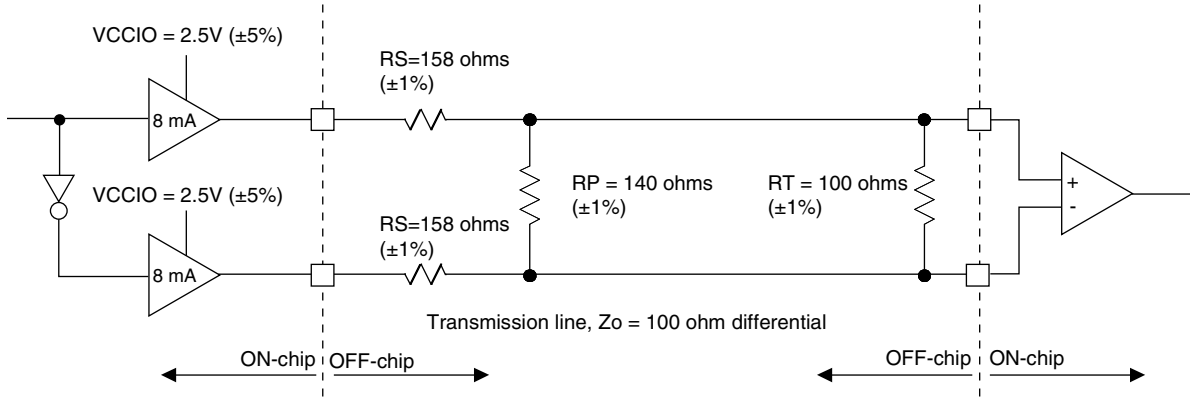 VCCIO = 2.5V (±5%)
RS=158 ohms
(±1%)
8 mA
VCCIO = 2.5V (±5%)
RP = 140 ohms
(±1%)
RT = 100 ohms
(±1%)
+
-
RS=158 ohms
(±1%)
8 mA
Transmission line, Zo = 100 ohm differential
ON-chip OFF-chip
OFF-chip ON-chip